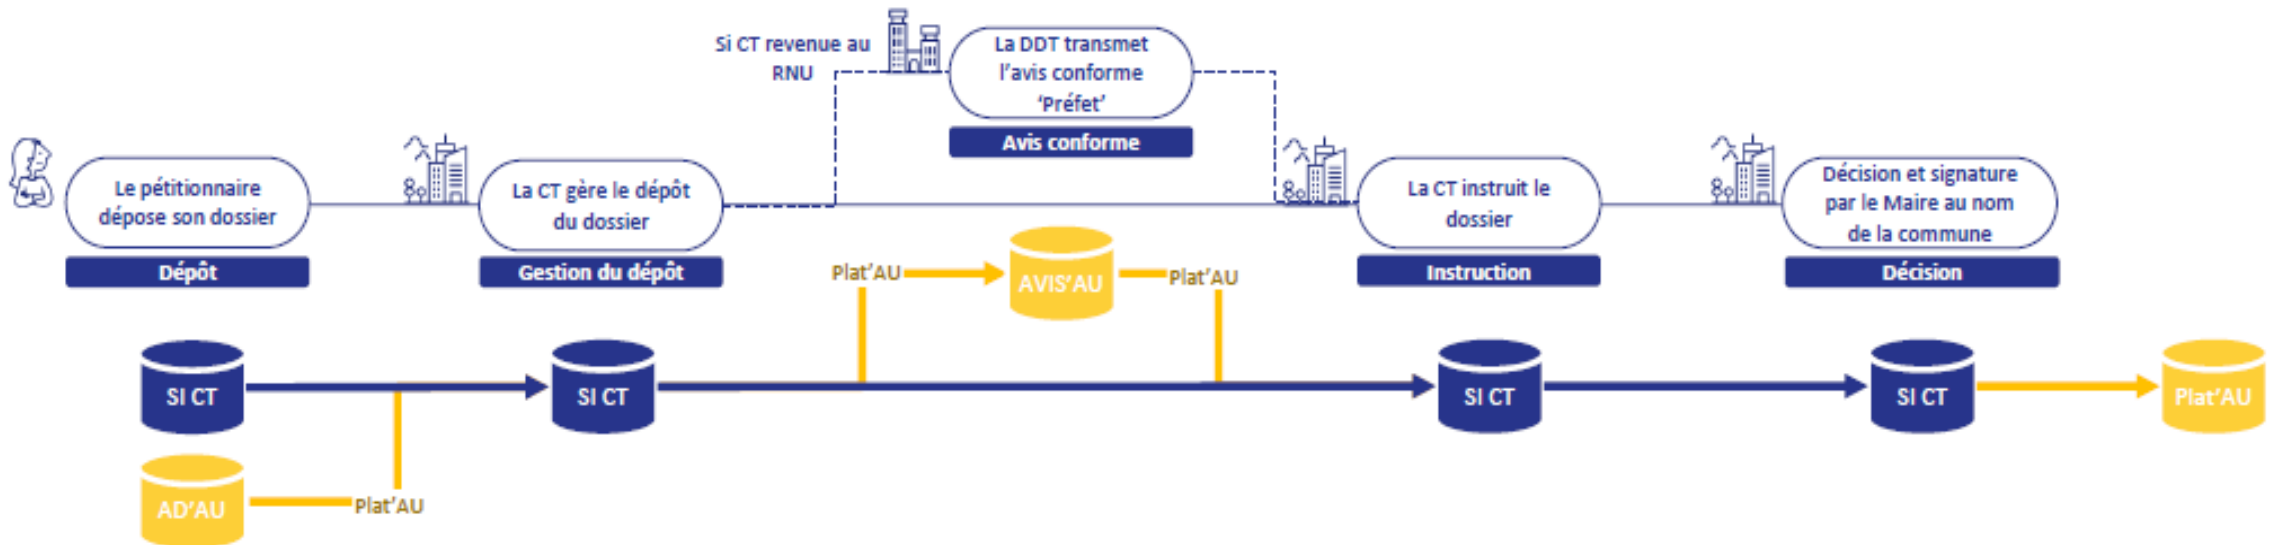 Si CT revenue au
RNU
La DDT transmet
l'avis conforme
‘Préfet’
Avis conforme
Le pétitionnaire
dépose son dossier
Dépôt
La CT gère le dépôt
du dossier
Gestion du dépôt
La CT instruit le
dossier
Instruction
Décision et signature
par le Maire au nom
de la commune
Décision
Plat'AU
AVIS'AU
Plat'AU
SI CT
SI CT
SI CT
SI CT
Plat'AU
AD'AU
Plat'AU